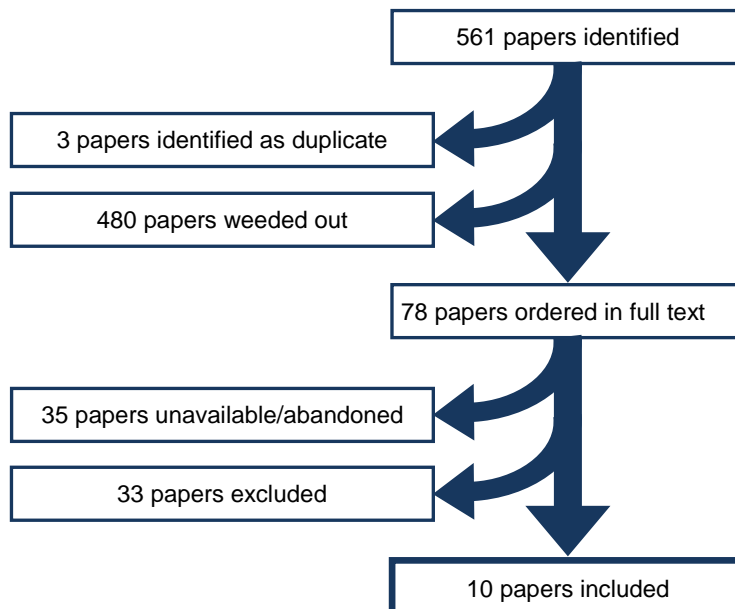 561 papers identified
3 papers identified as duplicate
480 papers weeded out
78 papers ordered in full text
35 papers unavailable/abandoned
33 papers excluded
10 papers included